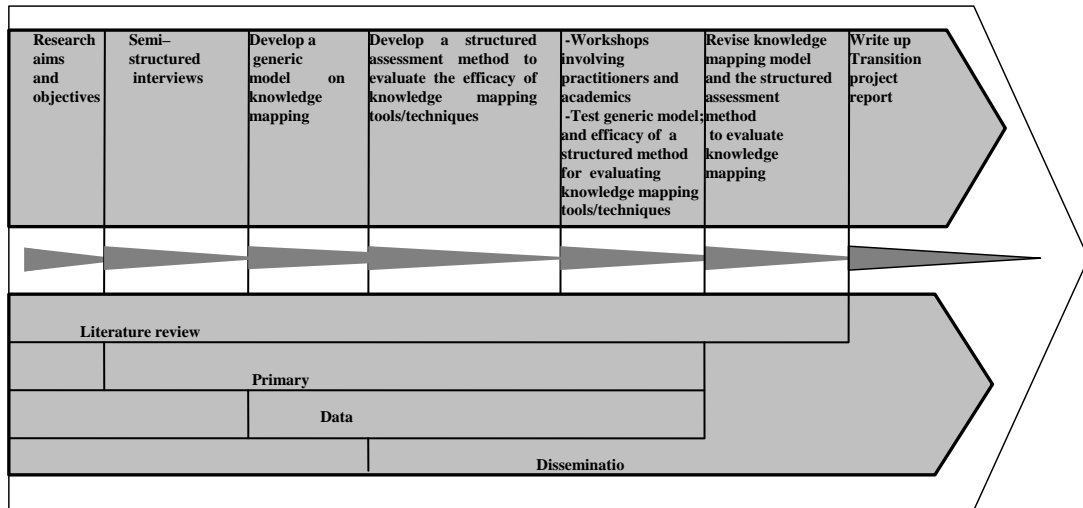 Research
aims
and
objectives
Semi–
structured
interviews
Develop a
generic
model on
knowledge
mapping
Develop a structured
assessment method to
evaluate the efficacy of
knowledge mapping
tools/techniques
-Workshops
involving
practitioners and
academics
-Test generic model;
and efficacy of a
structured method
for evaluating
knowledge mapping
tools/techniques
Revise knowledge
mapping model
and the structured
assessment
method
to evaluate
knowledge
mapping
Write up
Transition
project
report
Literature review
Primary
Data
Disseminatio